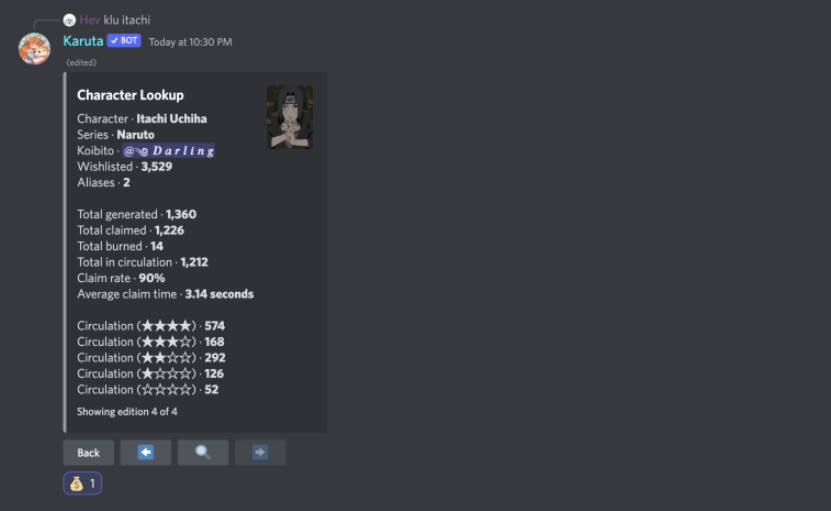 Hev klu itachi
Karuta ✓ BOT Today at 10:30 PM
(edited)
Character Lookup
Character · Itachi Uchiha
Series · Naruto
Koibito · @༄༅ 𝑫 𝒂 𝒓 𝒍 𝒊 𝒏 𝒈
Wishlisted · 3,529
Aliases · 2
Total generated · 1,360
Total claimed · 1,226
Total burned · 14
Total in circulation · 1,212
Claim rate · 90%
Average claim time · 3.14 seconds
Circulation (★★★★) · 574
Circulation (★★★☆) · 168
Circulation (★★☆☆) · 292
Circulation (★☆☆☆) · 126
Circulation (☆☆☆☆) · 52
Showing edition 4 of 4
Back
1